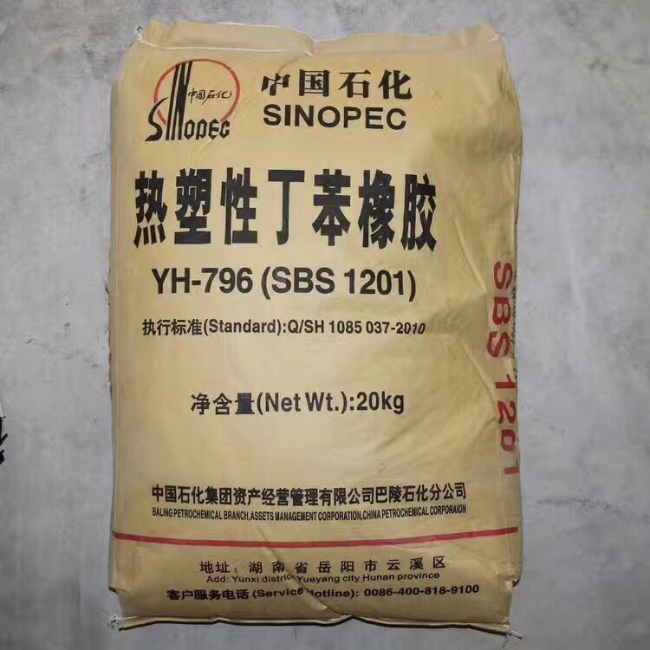 中国石化
SINOPEC
中国石化
SINOPEC
热塑性丁苯橡胶
YH-796 (SBS 1201)
执行标准(Standard):Q/SH 1085 037-2010
净含量(Net Wt.):20kg
SBS 1201
中国石化集团资产经营管理有限公司巴陵石化分公司
BALING PETROCHEMICAL BRANCH,ASSETS MANAGEMENT CORPORATION,CHINA PETROCHEMICAL CORPORAION
地址: 湖南省岳阳市云溪区
Add: Yunxi district Yueyang city Hunan province
客户服务电话(Service Hotline): 0086-400-818-9100